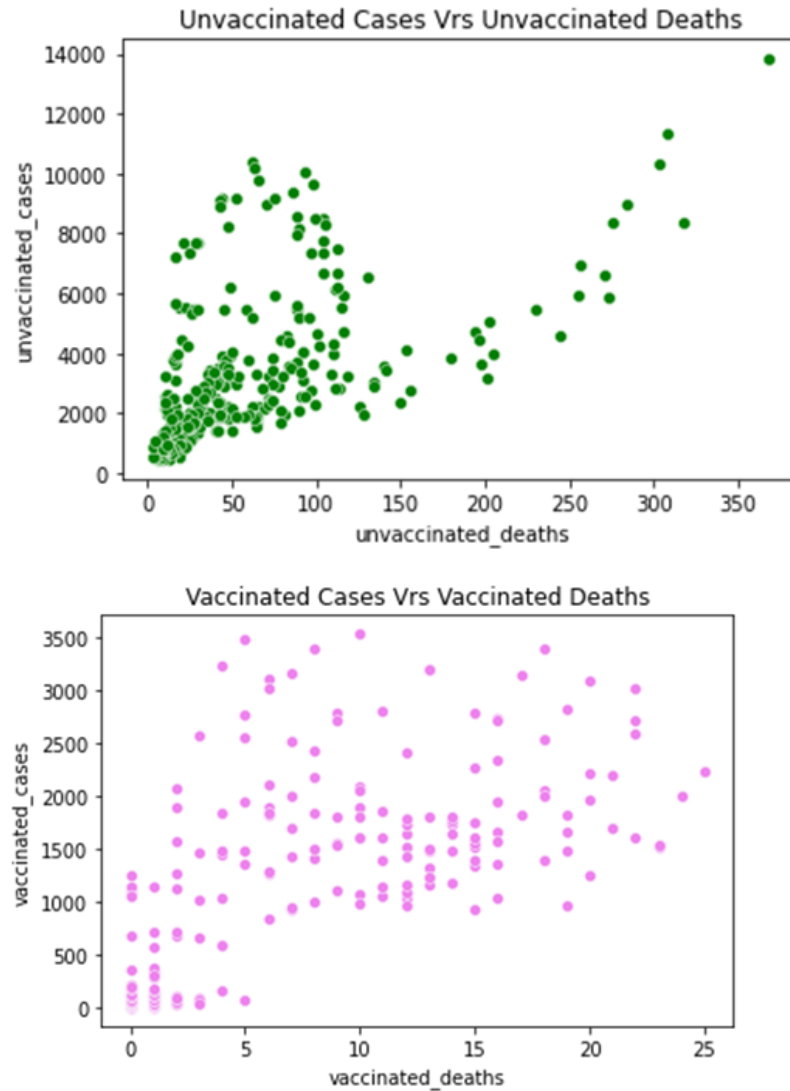 Unvaccinated Cases Vrs Unvaccinated Deaths
14000
12000
10000
8000
6000
4000
2000
0
unvaccinated_cases
0 50 100 150 200 250 300 350
unvaccinated_deaths
Vaccinated Cases Vrs Vaccinated Deaths
3500
3000
2500
2000
1500
1000
500
0
vaccinated_cases
0 5 10 15 20 25
vaccinated_deaths